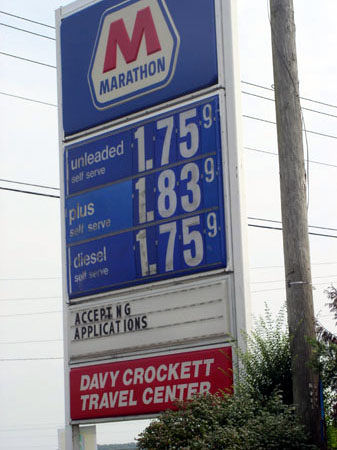 M
MARATHON
unleaded 1.75 9
self serve
plus 1.83 9
self serve
diesel 1.75 9
self serve
ACCEPTING
APPLICATIONS
DAVY CROCKETT
TRAVEL CENTER